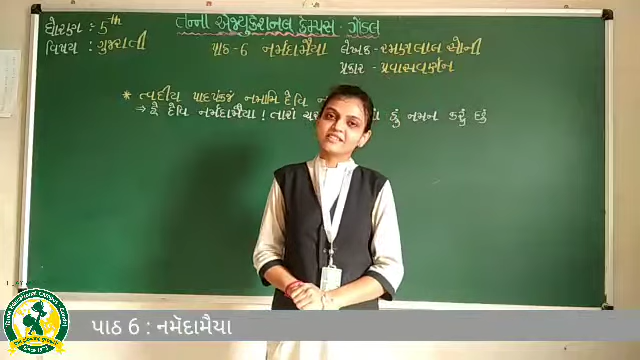 ધોરણ : 5th
તન્ના એજ્યુકેશનલ કેમ્પસ - ગોંડલ
વિષય : ગુજરાતી
પાઠ-6 નર્મદામૈયા લેખક - રમણલાલ સોની
પ્રકાર - પ્રવાસવર્ણન
* ત્વદીય પાદપંકજં નમામિ દેવિ
⇒ હે દેવિ નર્મદામૈયા! તારાં હું નમન કરું છું
પાઠ 6 : નર્મદામૈયા